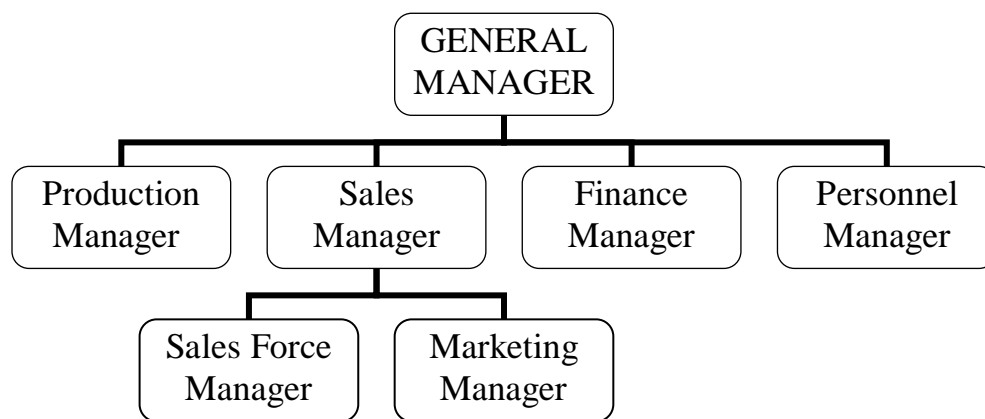 GENERAL
MANAGER
Production
Manager
Sales
Manager
Finance
Manager
Personnel
Manager
Sales Force
Manager
Marketing
Manager